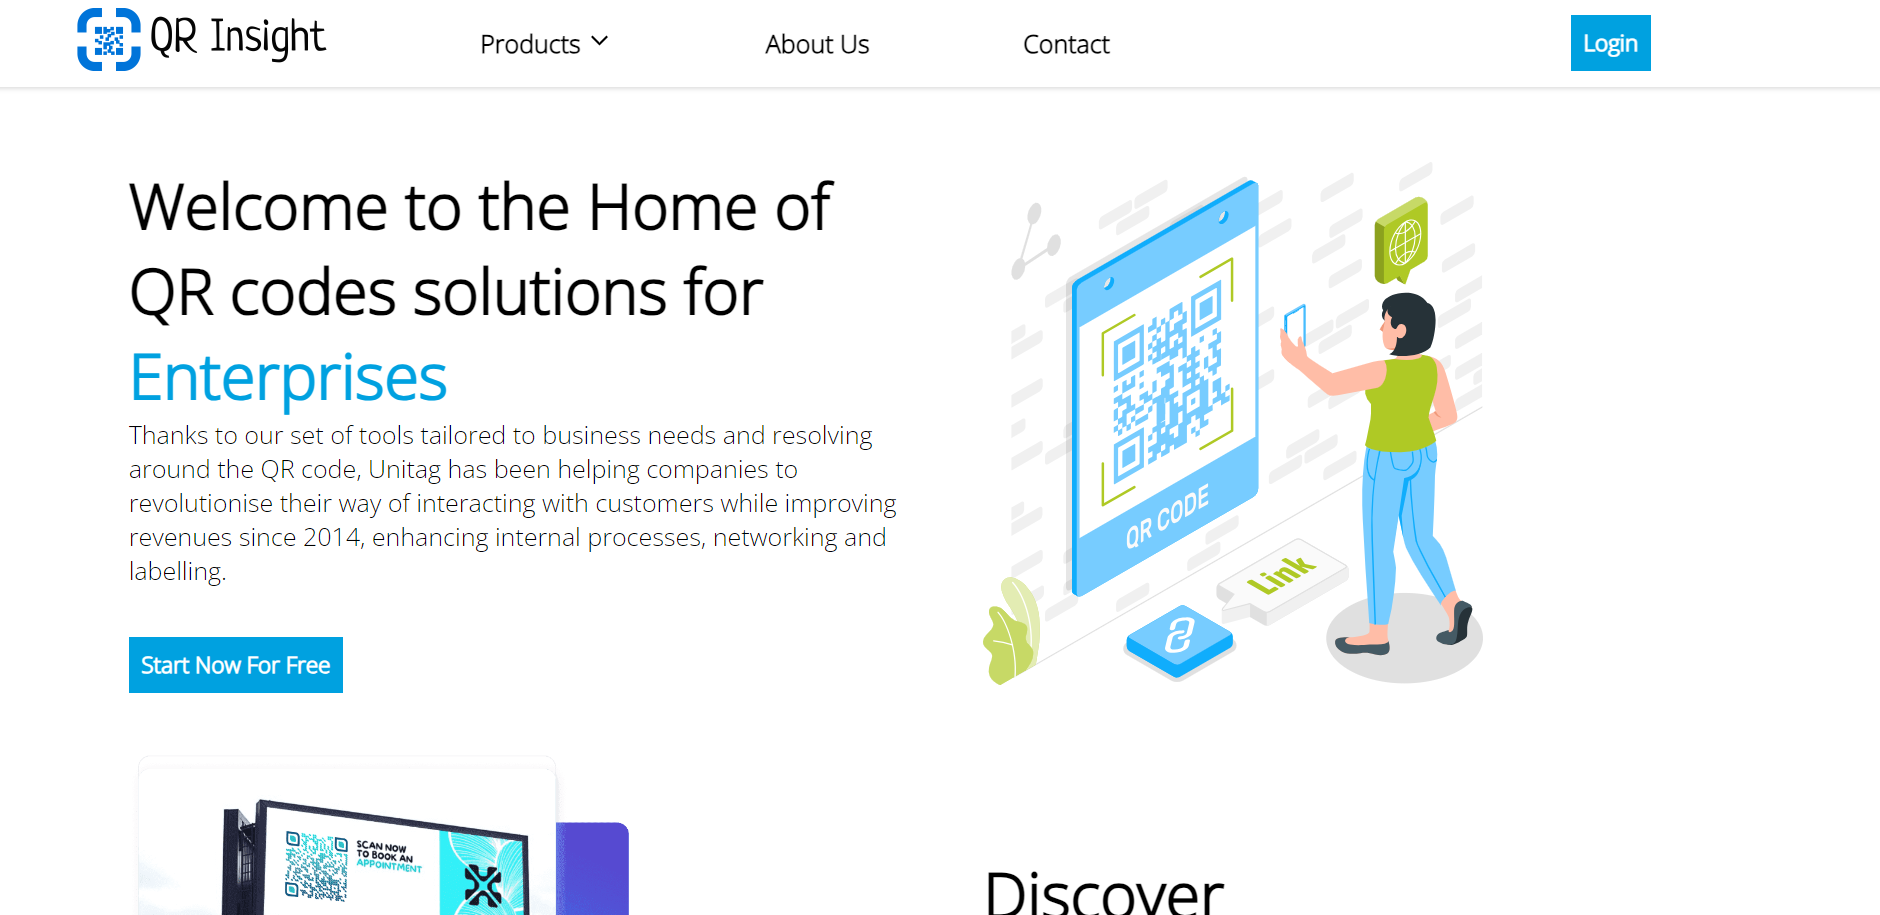 QR Insight
Products
About Us
Contact
Login
Welcome to the Home of
QR codes solutions for
Enterprises
Thanks to our set of tools tailored to business needs and resolving
around the QR code, Unitag has been helping companies to
revolutionise their way of interacting with customers while improving
revenues since 2014, enhancing internal processes, networking and
labelling.
Start Now For Free
QR CODE
Link
SCAN NOW
TO BOOK AN
APPOINTMENT
Discover